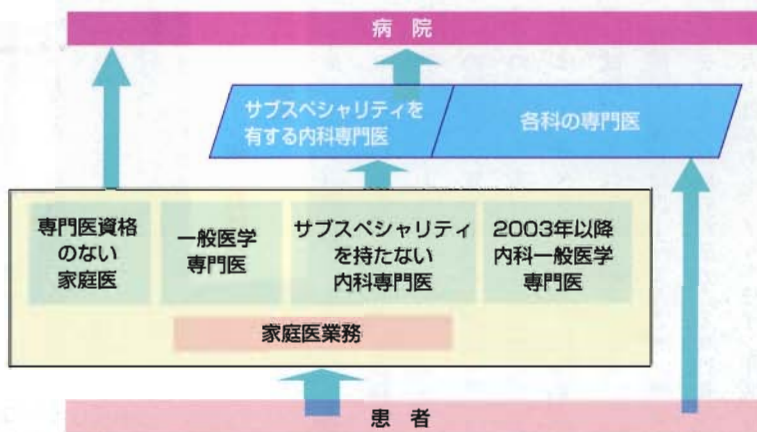 病 院
サブスペシャリティを
有する内科専門医
各科の専門医
専門医資格
のない
家庭医
一般医学
専門医
サブスペシャリティ
を持たない
内科専門医
2003年以降
内科一般医学
専門医
家庭医業務
患 者